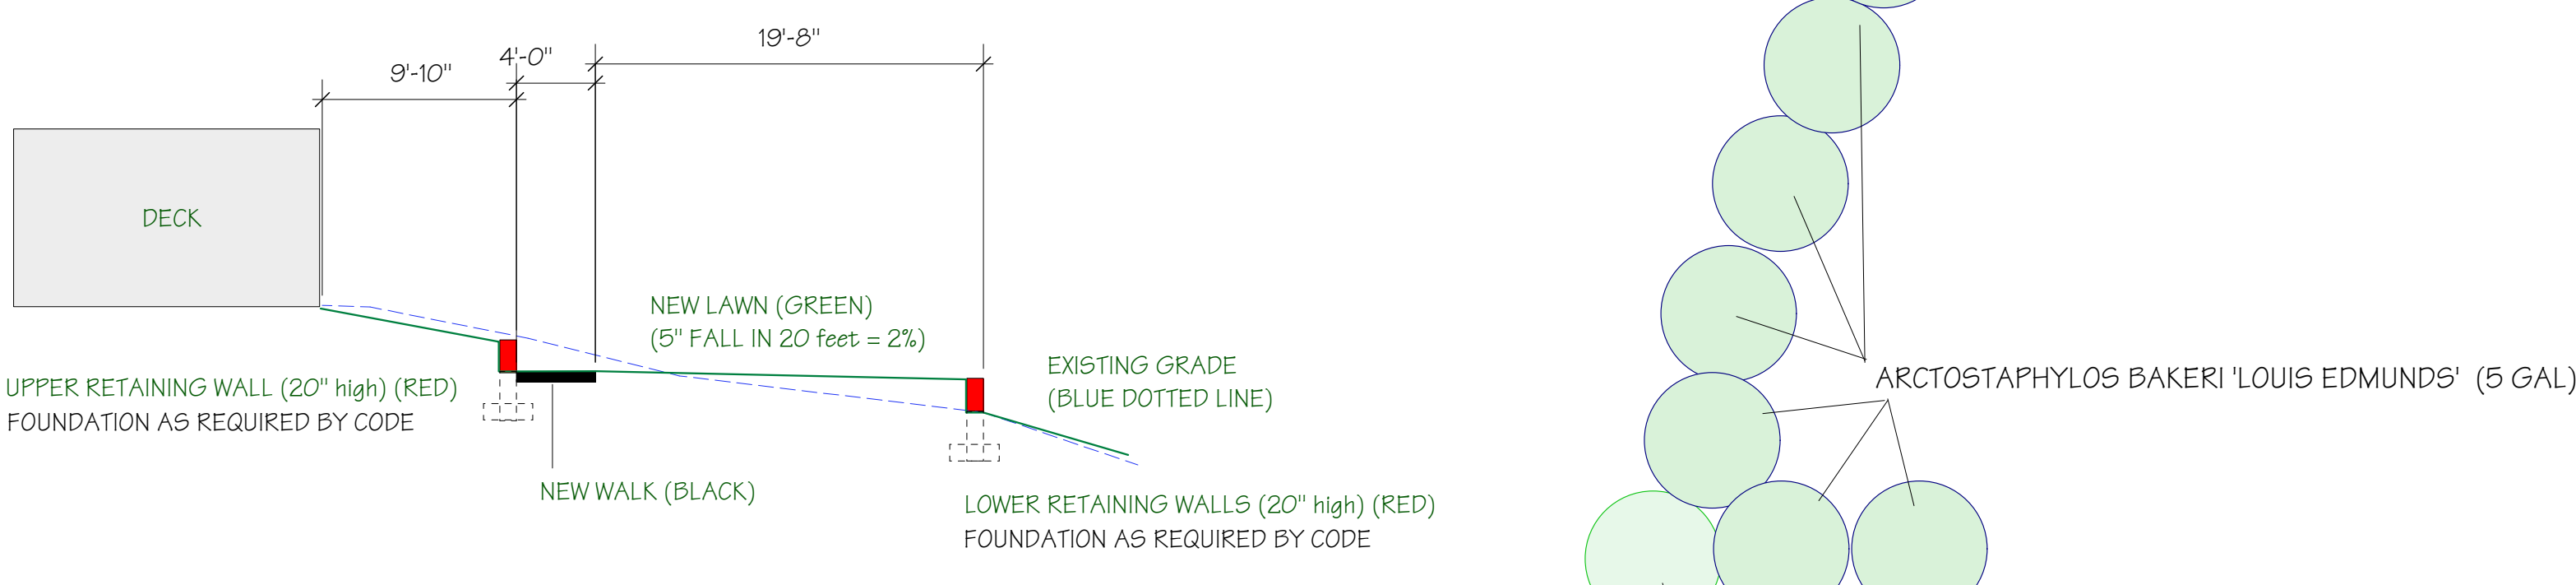 19'-8"
4'-0"
9'-10"
DECK
NEW LAWN (GREEN)
(5" FALL IN 20 feet = 2%)
EXISTING GRADE
(BLUE DOTTED LINE)
UPPER RETAINING WALL (20" high) (RED)
FOUNDATION AS REQUIRED BY CODE
NEW WALK (BLACK)
LOWER RETAINING WALLS (20" high) (RED)
FOUNDATION AS REQUIRED BY CODE
ARCTOSTAPHYLOS BAKERI 'LOUIS EDMUNDS' (5 GAL)